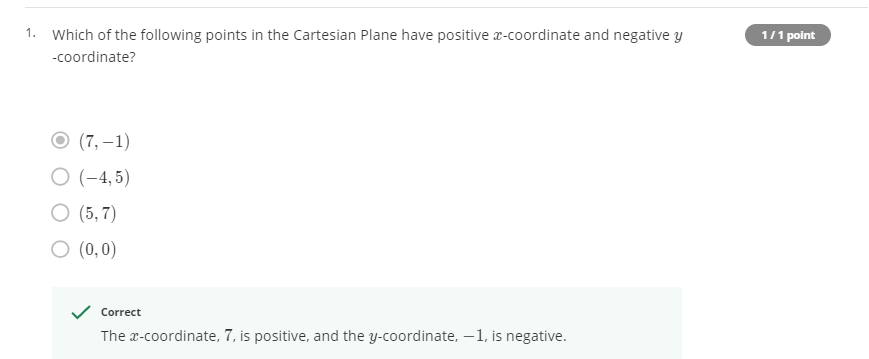 1. Which of the following points in the Cartesian Plane have positive x-coordinate and negative y
-coordinate?
1 / 1 point
(7, −1)
(−4, 5)
(5, 7)
(0, 0)
Correct
The x-coordinate, 7, is positive, and the y-coordinate, −1, is negative.